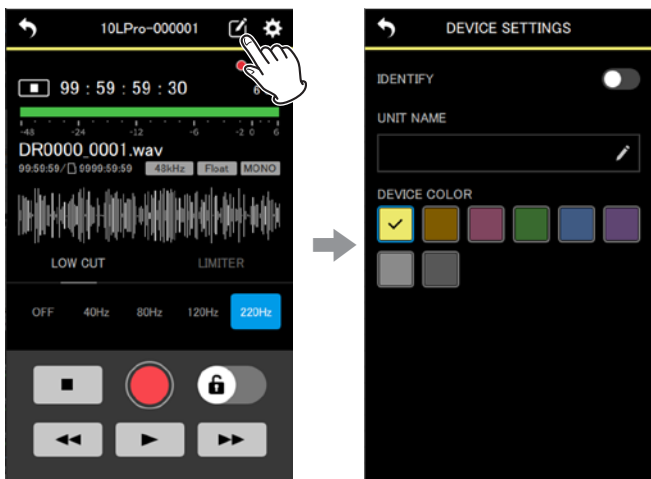 10LPro-000001
99 : 59 : 59 : 30
6
-48 -24 -12 -6 -2 0 6
DR0000_0001.wav
99:59:59/ 9999:59:59 48kHz Float MONO
LOW CUT LIMITER
OFF 40Hz 80Hz 120Hz 220Hz
DEVICE SETTINGS
IDENTIFY
UNIT NAME
DEVICE COLOR